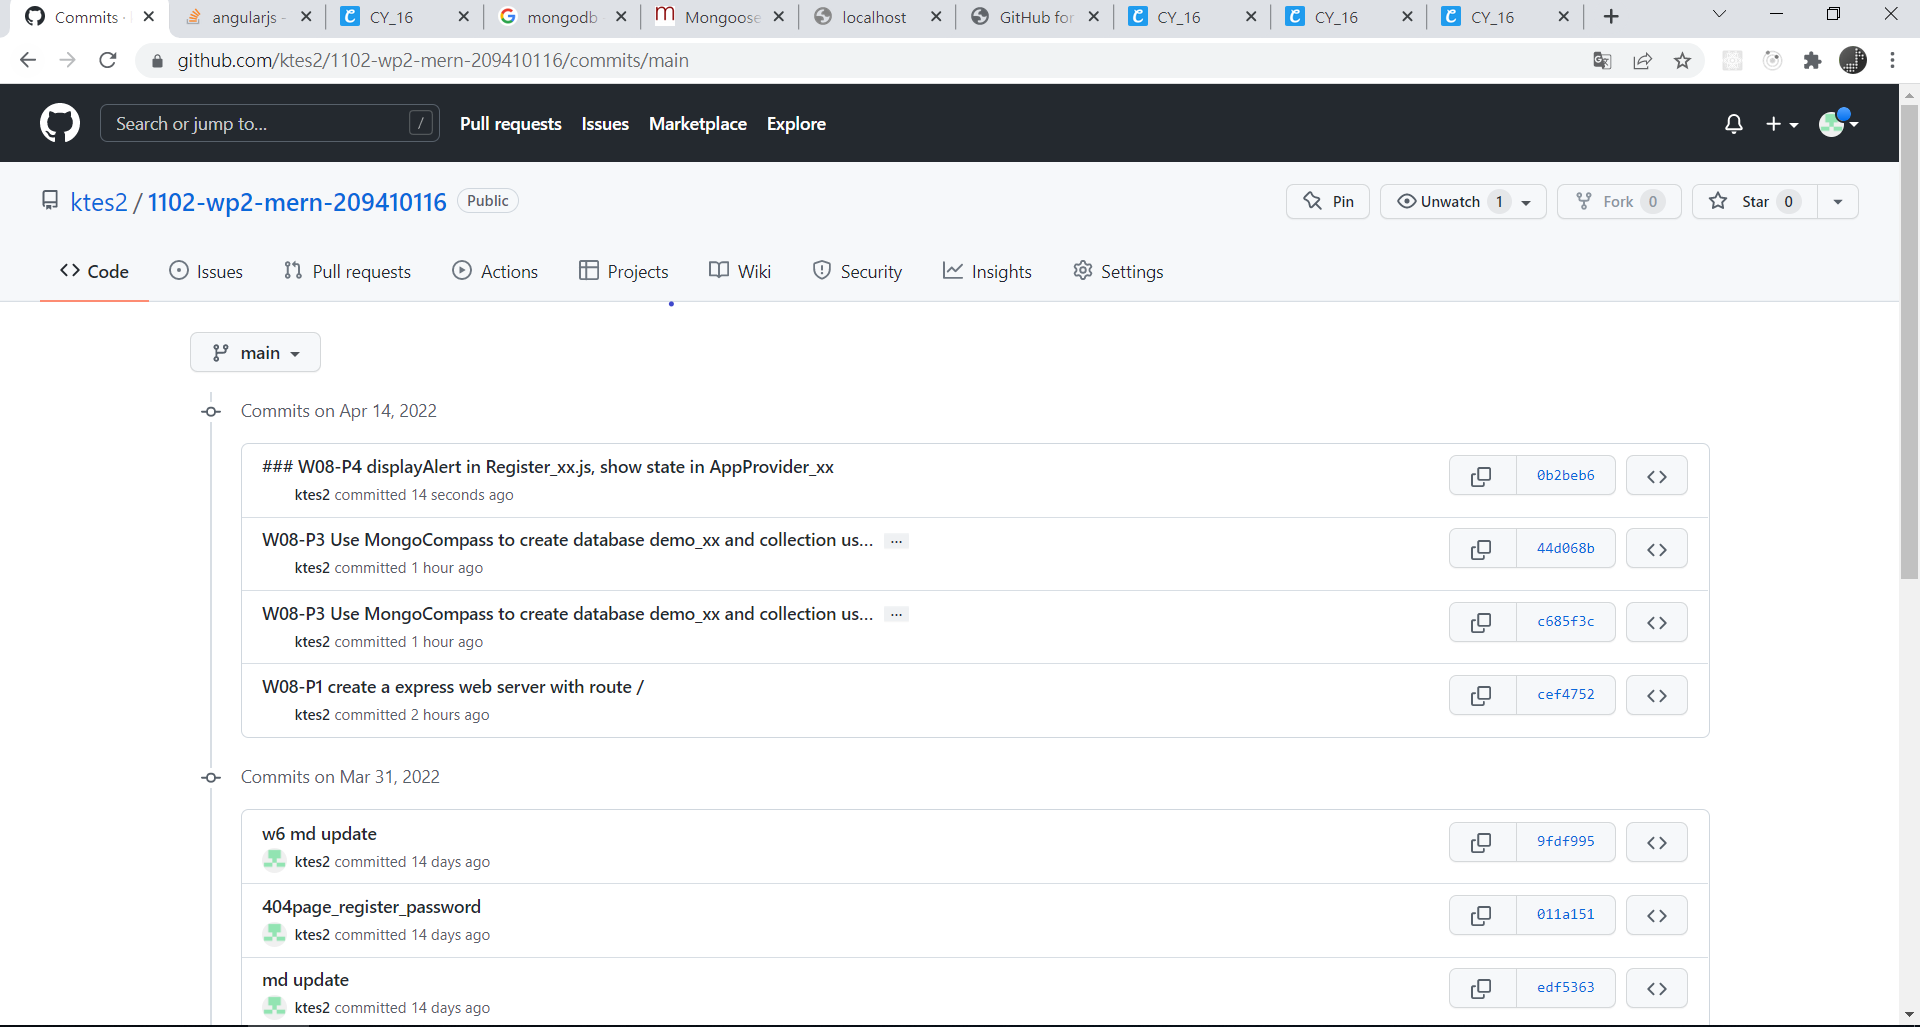 Commits ·
angularjs -
CY_16
mongodb
Mongoose
localhost
GitHub for
CY_16
CY_16
CY_16
github.com/ktes2/1102-wp2-mern-209410116/commits/main
Search or jump to...
/
Pull requests
Issues
Marketplace
Explore
ktes2 / 1102-wp2-mern-209410116
Public
Pin
Unwatch 1
Fork 0
Star 0
Code
Issues
Pull requests
Actions
Projects
Wiki
Security
Insights
Settings
main
Commits on Apr 14, 2022
### W08-P4 displayAlert in Register_xx.js, show state in AppProvider_xx
ktes2 committed 14 seconds ago
0b2beb6
W08-P3 Use MongoCompass to create database demo_xx and collection us... ...
ktes2 committed 1 hour ago
44d068b
W08-P3 Use MongoCompass to create database demo_xx and collection us... ...
ktes2 committed 1 hour ago
c685f3c
W08-P1 create a express web server with route /
ktes2 committed 2 hours ago
cef4752
Commits on Mar 31, 2022
w6 md update
ktes2 committed 14 days ago
9fdf995
404page_register_password
ktes2 committed 14 days ago
011a151
md update
ktes2 committed 14 days ago
edf5363